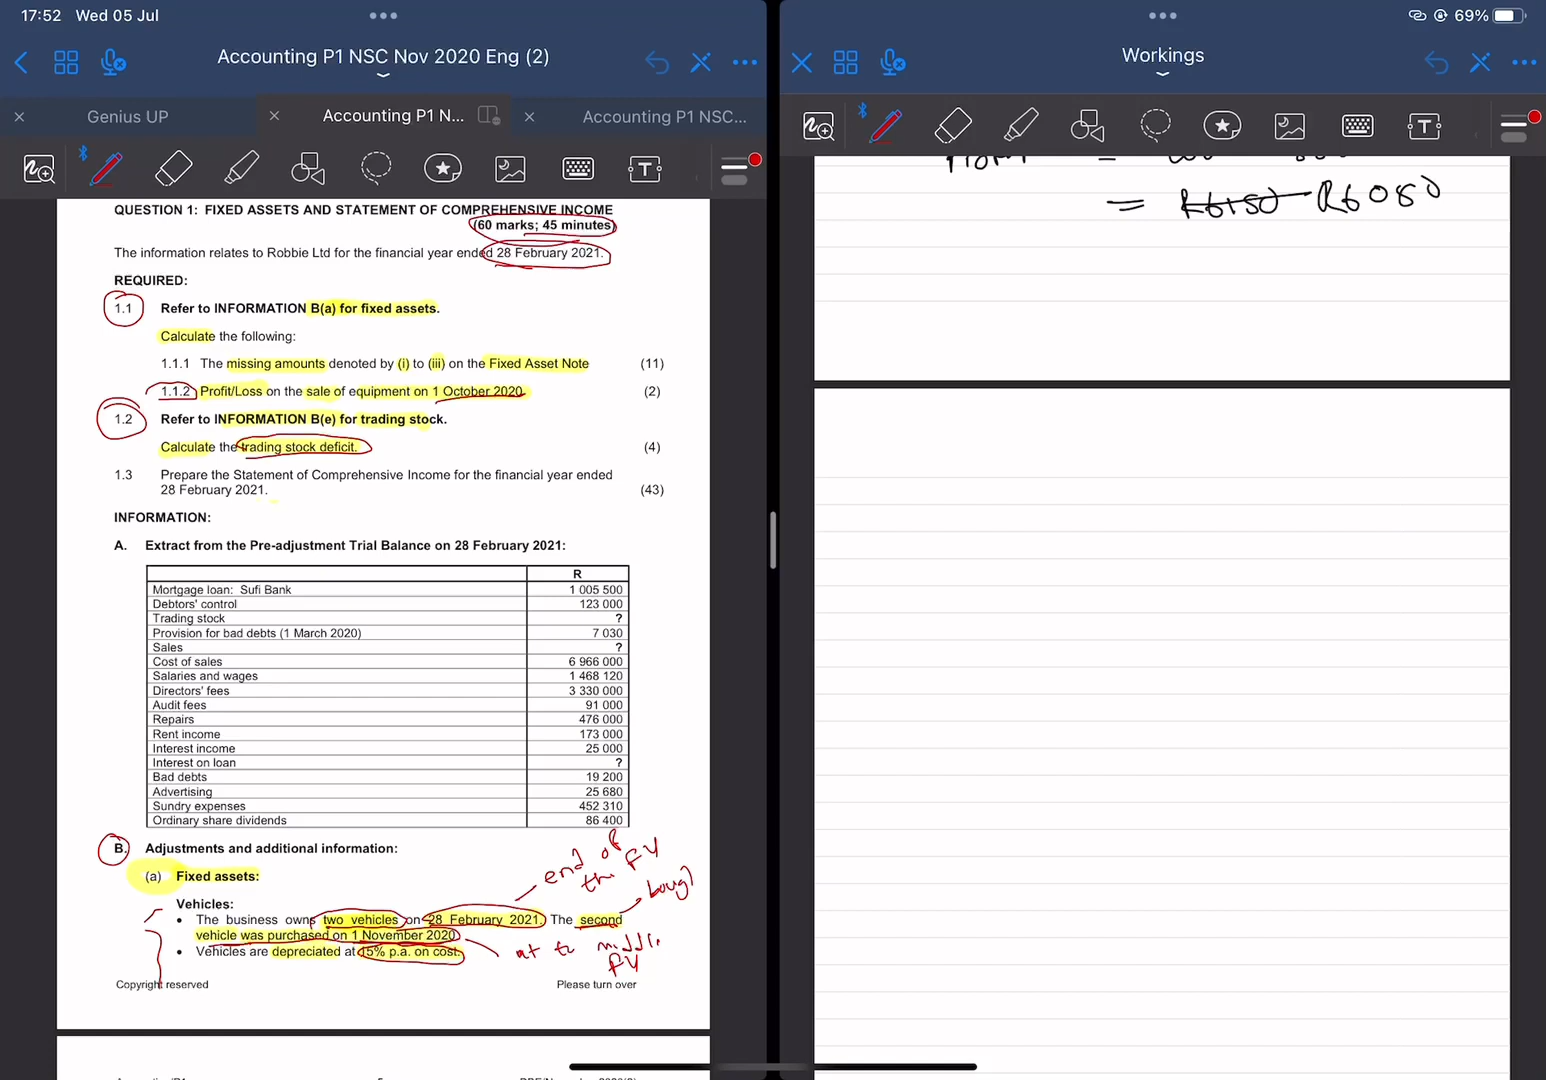 17:52 Wed 05 Jul
69%
Accounting P1 NSC Nov 2020 Eng (2)
Workings
Genius UP
Accounting P1 N...
Accounting P1 NSC...
QUESTION 1: FIXED ASSETS AND STATEMENT OF COMPREHENSIVE INCOME
(60 marks; 45 minutes)
The information relates to Robbie Ltd for the financial year ended 28 February 2021.
REQUIRED:
1.1 Refer to INFORMATION B(a) for fixed assets.
Calculate the following:
1.1.1 The missing amounts denoted by (i) to (iii) on the Fixed Asset Note (11)
1.1.2 Profit/Loss on the sale of equipment on 1 October 2020 (2)
1.2 Refer to INFORMATION B(e) for trading stock.
Calculate the trading stock deficit. (4)
1.3 Prepare the Statement of Comprehensive Income for the financial year ended
28 February 2021. (43)
INFORMATION:
A. Extract from the Pre-adjustment Trial Balance on 28 February 2021:
R
Mortgage loan: Sufi Bank 1 005 500
Debtors' control 123 000
Trading stock ?
Provision for bad debts (1 March 2020) 7 030
Sales ?
Cost of sales 6 966 000
Salaries and wages 1 468 120
Directors' fees 3 330 000
Audit fees 91 000
Repairs 476 000
Rent income 173 000
Interest income 25 000
Interest on loan ?
Bad debts 19 200
Advertising 25 680
Sundry expenses 452 310
Ordinary share dividends 86 400
B. Adjustments and additional information:
end of
the FY
(a) Fixed assets:
Vehicles:
• The business owns two vehicles on 28 February 2021. The second
vehicle was purchased on 1 November 2020
• Vehicles are depreciated at 15% p.a. on cost.
FY
Copyright reserved Please turn over
= R6150 R6080